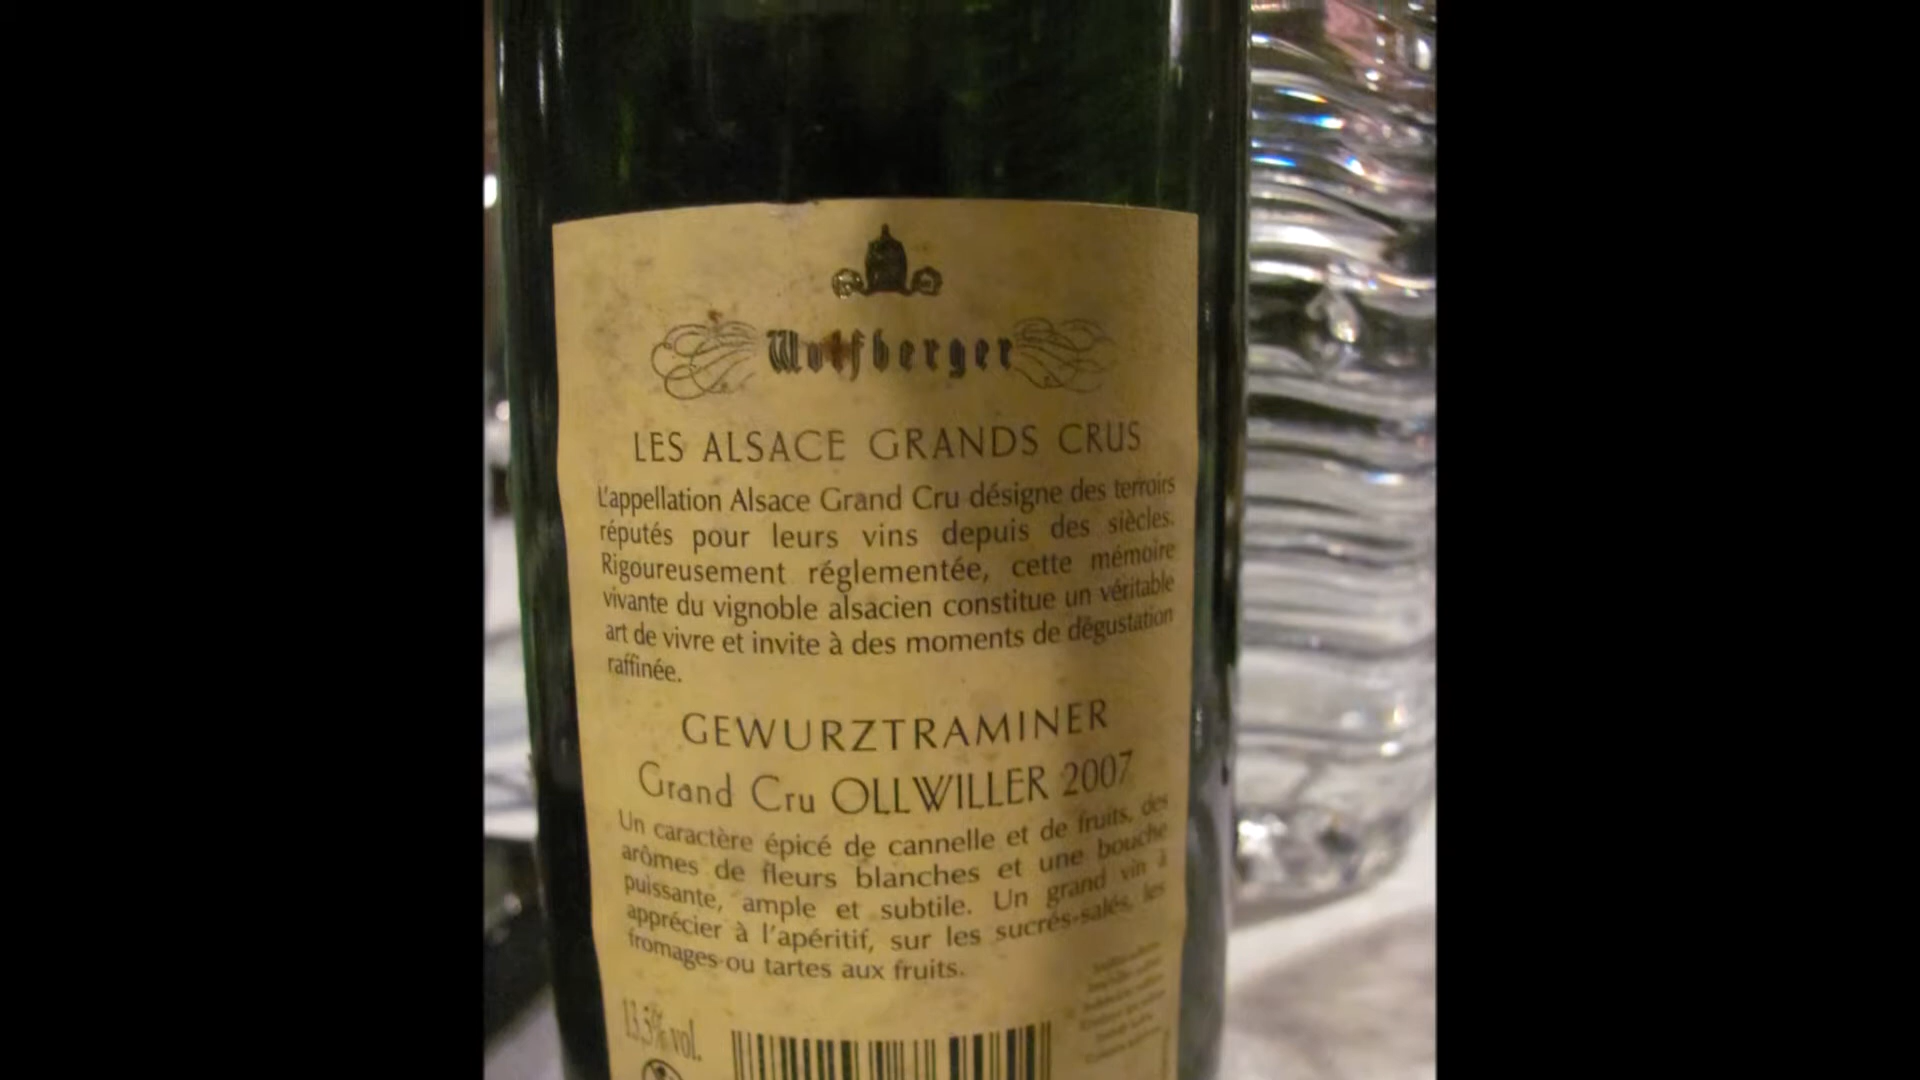 Wolfberger
LES ALSACE GRANDS CRUS
L'appellation Alsace Grand Cru désigne des terroirs
réputés pour leurs vins depuis des siècles.
Rigoureusement réglementée, cette mémoire
vivante du vignoble alsacien constitue un véritable
art de vivre et invite à des moments de dégustation
raffinée.
GEWURZTRAMINER
Grand Cru OLLWILLER 2007
Un caractère épicé de cannelle et de fruits, des
arômes de fleurs blanches et une bouche
puissante, ample et subtile. Un grand vin à
apprécier à l'apéritif, sur les sucrés-salés, les
fromages ou tartes aux fruits.
13.5% vol.